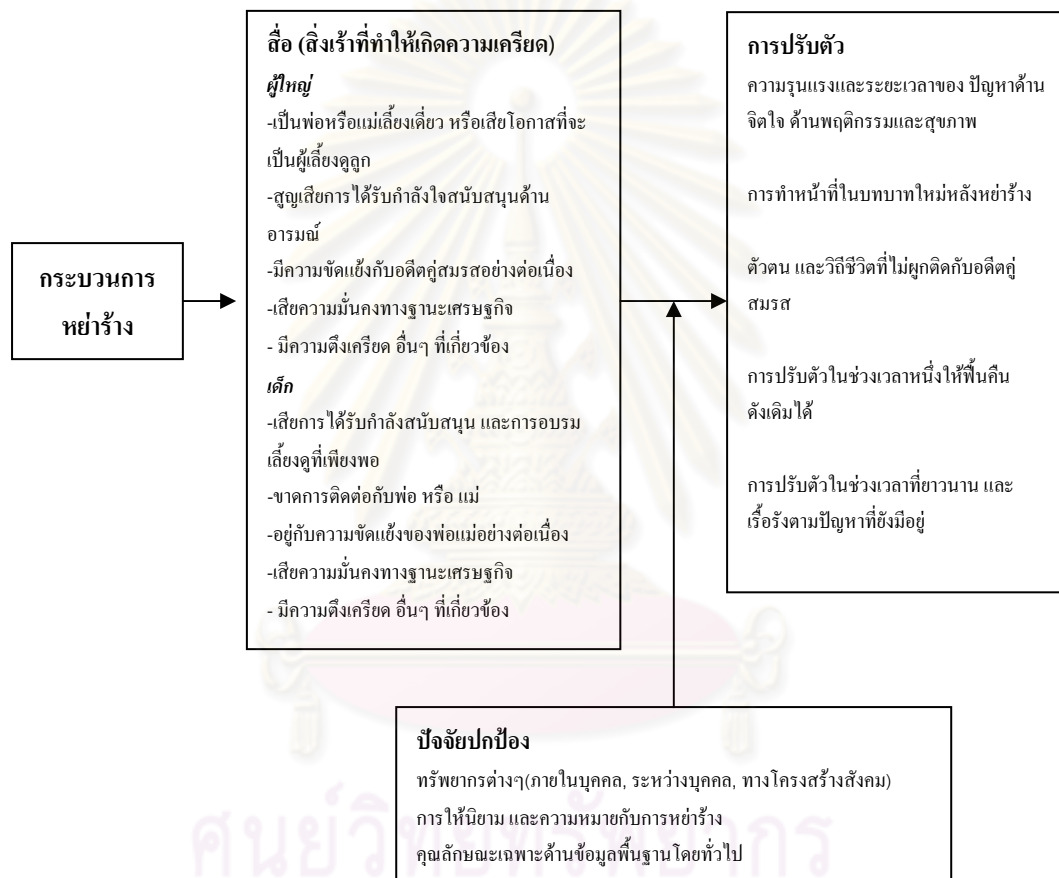 กระบวนการ
หย่าร้าง
สื่อ (สิ่งเร้าที่ทำให้เกิดความเครียด)
ผู้ใหญ่
-เป็นพ่อหรือแม่เลี้ยงเดี่ยว หรือเสียโอกาสที่จะ
เป็นผู้เลี้ยงดูลูก
-สูญเสียการได้รับกำลังใจสนับสนุนด้าน
อารมณ์
-มีความขัดแย้งกับอดีตคู่สมรสอย่างต่อเนื่อง
-เสียความมั่นคงทางฐานะเศรษฐกิจ
- มีความตึงเครียด อื่นๆ ที่เกี่ยวข้อง
เด็ก
-เสียการได้รับกำลังสนับสนุน และการอบรม
เลี้ยงดูที่เพียงพอ
-ขาดการติดต่อกับพ่อ หรือ แม่
-อยู่กับความขัดแย้งของพ่อแม่อย่างต่อเนื่อง
-เสียความมั่นคงทางฐานะเศรษฐกิจ
- มีความตึงเครียด อื่นๆ ที่เกี่ยวข้อง
การปรับตัว
ความรุนแรงและระยะเวลาของ ปัญหาด้าน
จิตใจ ด้านพฤติกรรมและสุขภาพ
การทำหน้าที่ในบทบาทใหม่หลังหย่าร้าง
ตัวตน และวิถีชีวิตที่ไม่ผูกติดกับอดีตคู่
สมรส
การปรับตัวในช่วงเวลาหนึ่งให้ฟื้นคืน
ดังเดิมได้
การปรับตัวในช่วงเวลาที่ยาวนาน และ
เรื้อรังตามปัญหาที่ยังมีอยู่
ปัจจัยปกป้อง
ทรัพยากรต่างๆ(ภายในบุคคล, ระหว่างบุคคล, ทางโครงสร้างสังคม)
การให้นิยาม และความหมายกับการหย่าร้าง
คุณลักษณะเฉพาะด้านข้อมูลพื้นฐานโดยทั่วไป
ศูนย์วิทยทรัพยากร